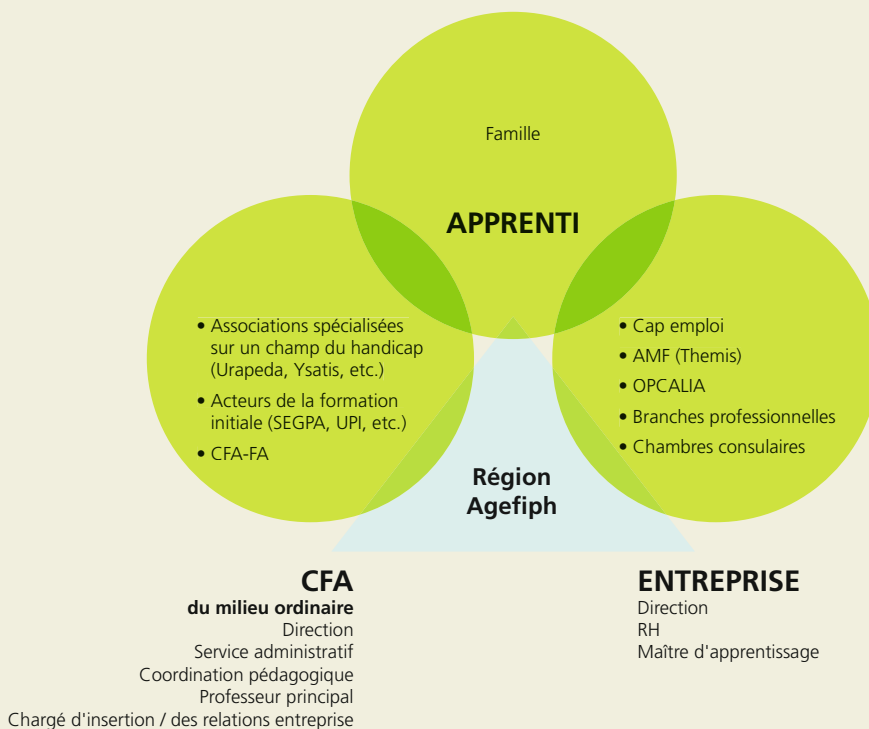 Famille
APPRENTI
• Associations spécialisées
sur un champ du handicap
(Urapeda, Ysatis, etc.)
• Acteurs de la formation
initiale (SEGPA, UPI, etc.)
• CFA-FA
• Cap emploi
• AMF (Themis)
• OPCALIA
• Branches professionnelles
• Chambres consulaires
Région
Agefiph
CFA
du milieu ordinaire
Direction
Service administratif
Coordination pédagogique
Professeur principal
Chargé d'insertion / des relations entreprise
ENTREPRISE
Direction
RH
Maître d'apprentissage